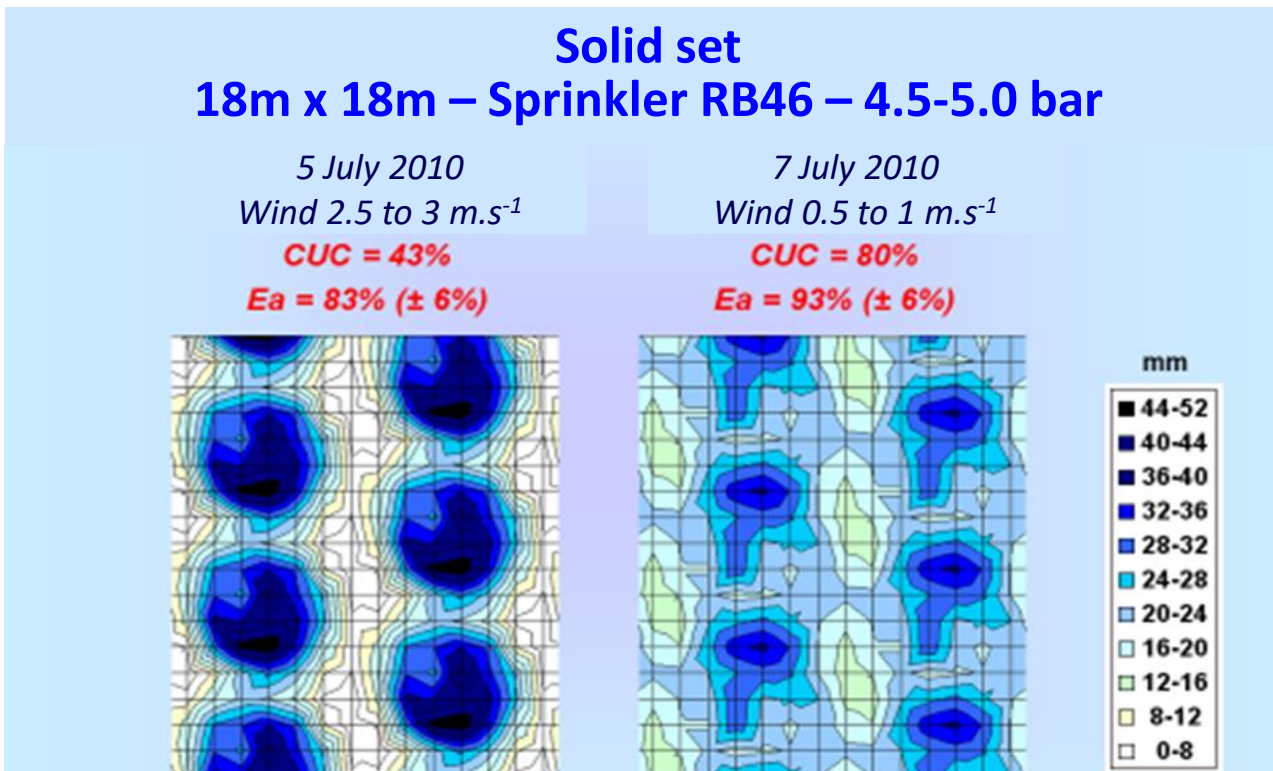 Solid set
18m x 18m – Sprinkler RB46 – 4.5-5.0 bar
5 July 2010
Wind 2.5 to 3 m.s-1
CUC = 43%
Ea = 83% (± 6%)
7 July 2010
Wind 0.5 to 1 m.s-1
CUC = 80%
Ea = 93% (± 6%)
mm
44-52
40-44
36-40
32-36
28-32
24-28
20-24
16-20
12-16
8-12
0-8